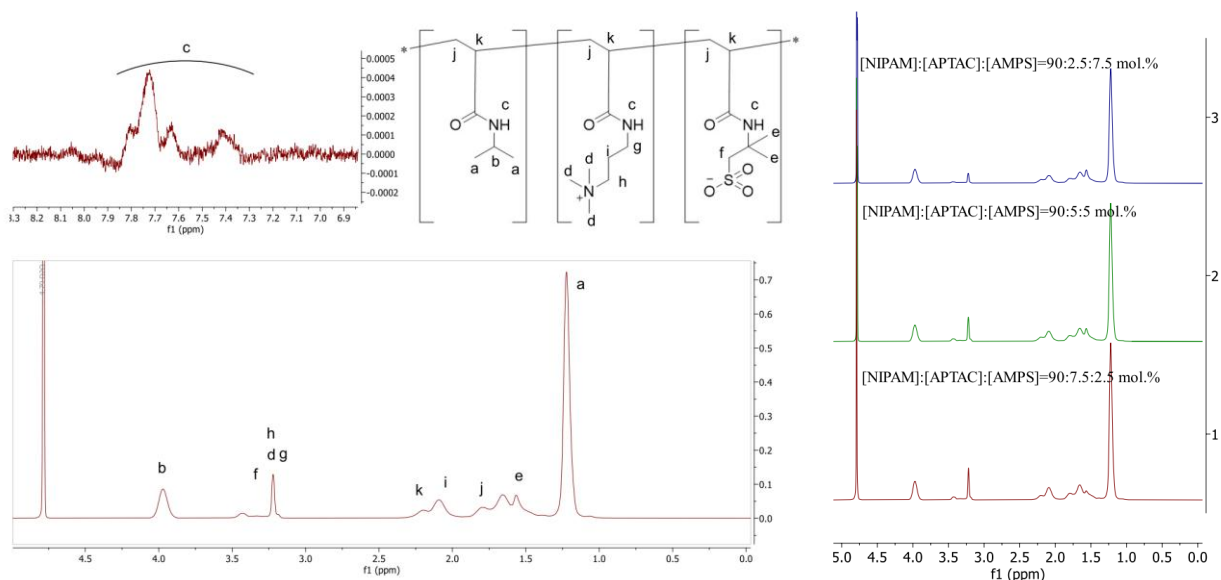 c
0.0005
0.0004
0.0003
0.0002
0.0001
0.0000
-0.0001
-0.0002
8.3 8.2 8.1 8.0 7.9 7.8 7.7 7.6 7.5 7.4 7.3 7.2 7.1 7.0 6.9
f1 (ppm)
* k k k *
j j j
c c c
O NH O NH O NH
b i g e
a a d d f e
h O
N S O
d + -O O
d
0.7
0.6
0.5
0.4
0.3
0.2
0.1
0.0
a
h
b f d g k i j e
4.5 4.0 3.5 3.0 2.5 2.0 1.5 1.0 0.5 0.0
f1 (ppm)
[NIPAM]:[APTAC]:[AMPS]=90:2.5:7.5 mol.%
3
[NIPAM]:[APTAC]:[AMPS]=90:5:5 mol.%
2
[NIPAM]:[APTAC]:[AMPS]=90:7.5:2.5 mol.%
1
5.0 4.5 4.0 3.5 3.0 2.5 2.0 1.5 1.0 0.5 0.0
f1 (ppm)